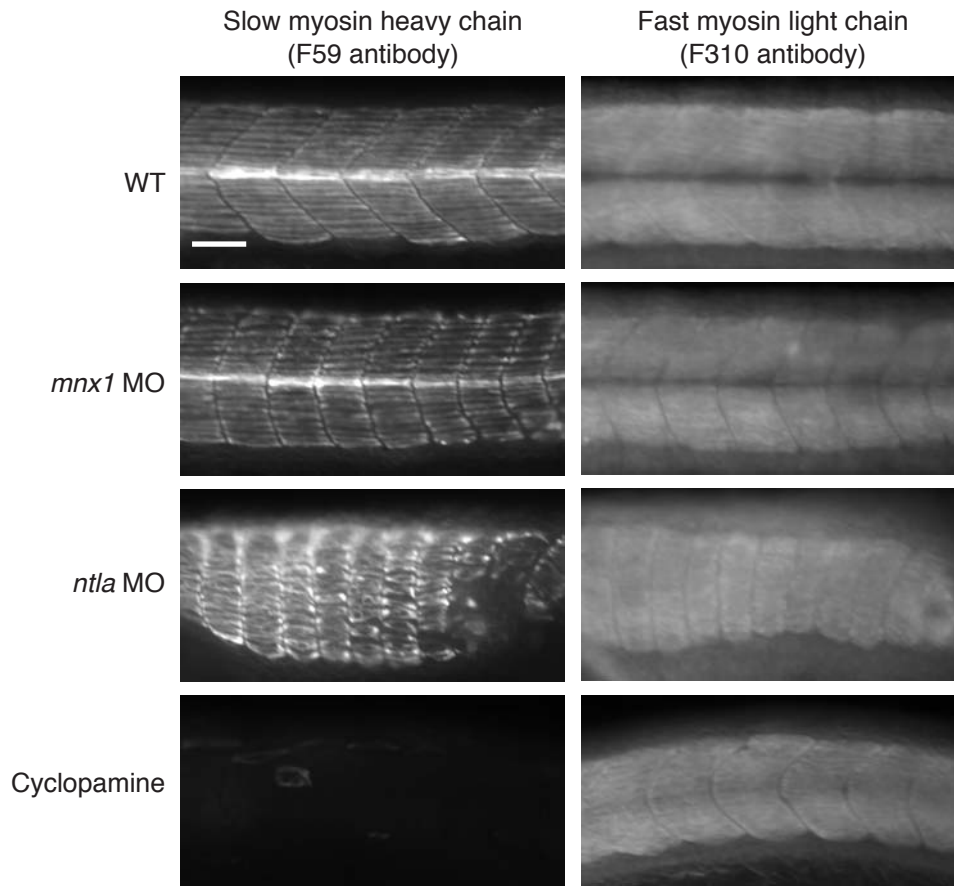 Slow myosin heavy chain
(F59 antibody)
Fast myosin light chain
(F310 antibody)
WT
mnx1 MO
ntla MO
Cyclopamine